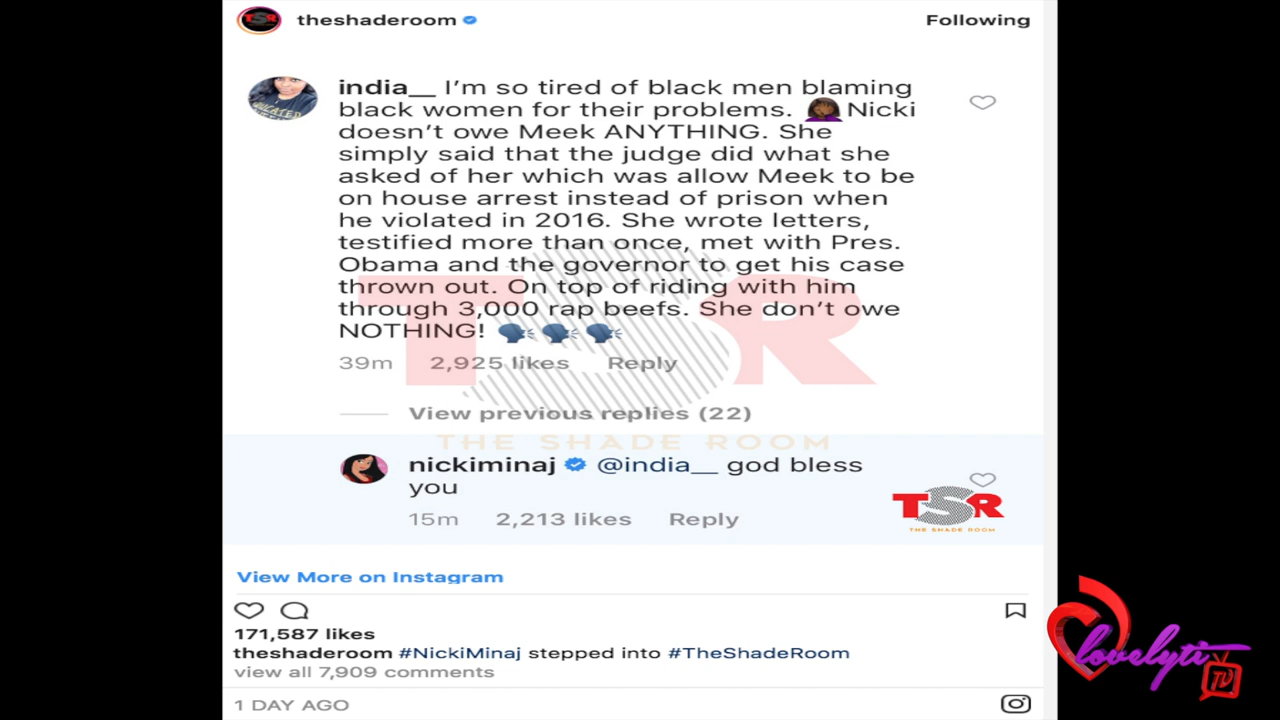 theshaderoom
Following
india__ I’m so tired of black men blaming
black women for their problems. 🤦🏾‍♀️ Nicki
doesn’t owe Meek ANYTHING. She
simply said that the judge did what she
asked of her which was allow Meek to be
on house arrest instead of prison when
he violated in 2016. She wrote letters,
testified more than once, met with Pres.
Obama and the governor to get his case
thrown out. On top of riding with him
through 3,000 rap beefs. She don’t owe
NOTHING! 🗣🗣🗣
39m 2,925 likes Reply
View previous replies (22)
TSR
THE SHADE ROOM
nickiminaj @india__ god bless
you
15m 2,213 likes Reply
TSR
THE SHADE ROOM
View More on Instagram
171,587 likes
theshaderoom #NickiMinaj stepped into #TheShadeRoom
view all 7,909 comments
1 DAY AGO
lovelyti
TV